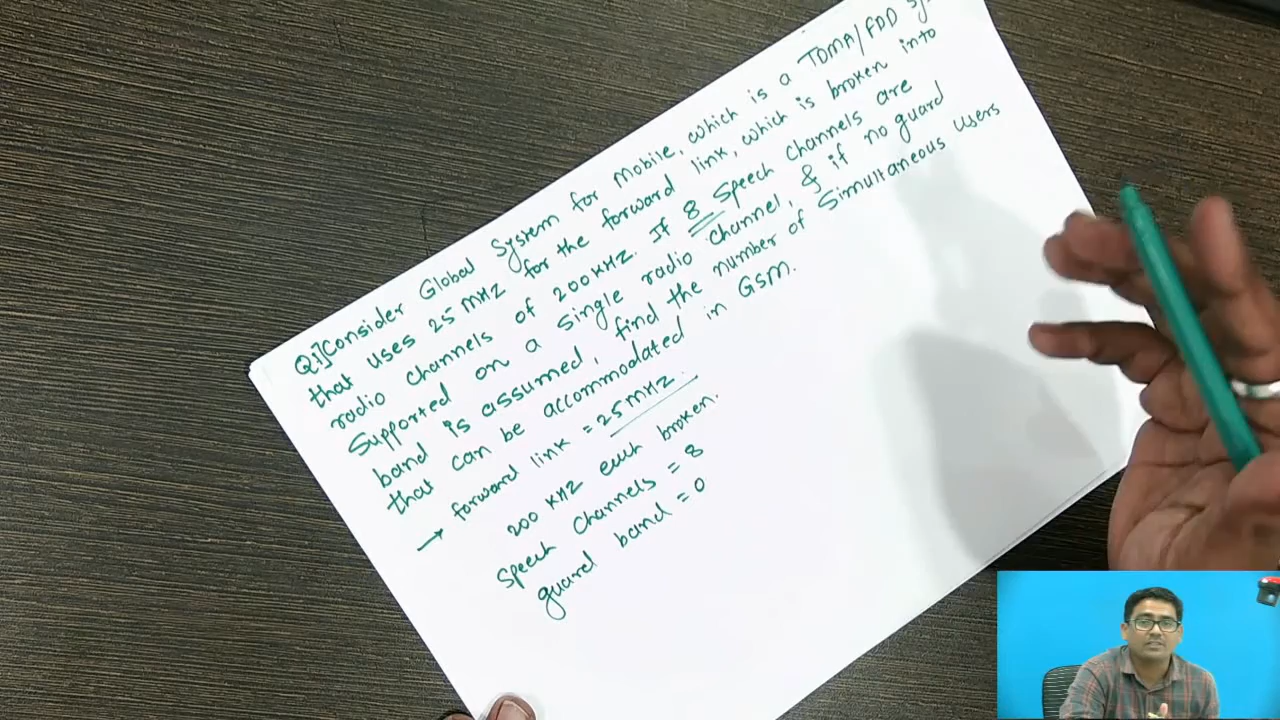 Q1]Consider Global System for Mobile, which is a TDMA/FDD
that uses 25 MHz for the forward link, which is broken into
radio channels of 200 KHZ. If 8 speech channels are
supported on a single radio channel, & if no guard
band is assumed, find the number of simultaneous users
that can be accommodated in GSM.
→ forward link = 25 MHZ.
200 KHZ each broken.
Speech channels = 8
guard band = 0